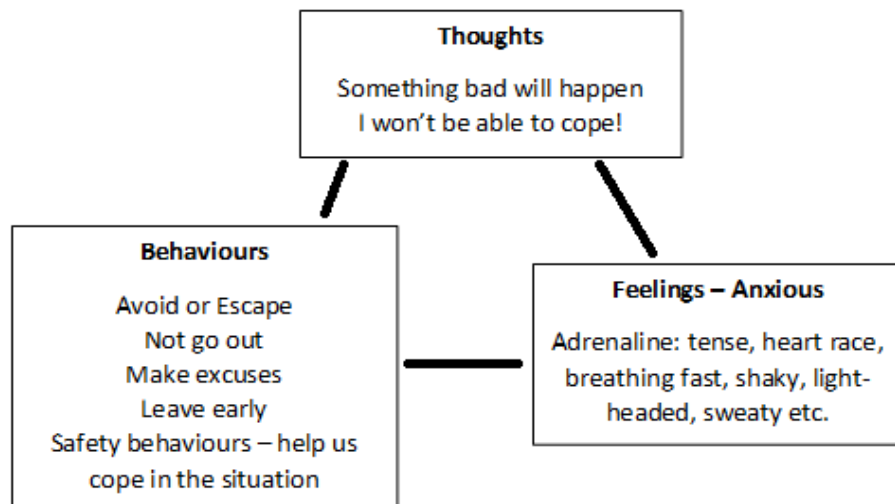 Thoughts
Something bad will happen
I won't be able to cope!
Behaviours
Avoid or Escape
Not go out
Make excuses
Leave early
Safety behaviours – help us
cope in the situation
Feelings – Anxious
Adrenaline: tense, heart race,
breathing fast, shaky, light-
headed, sweaty etc.